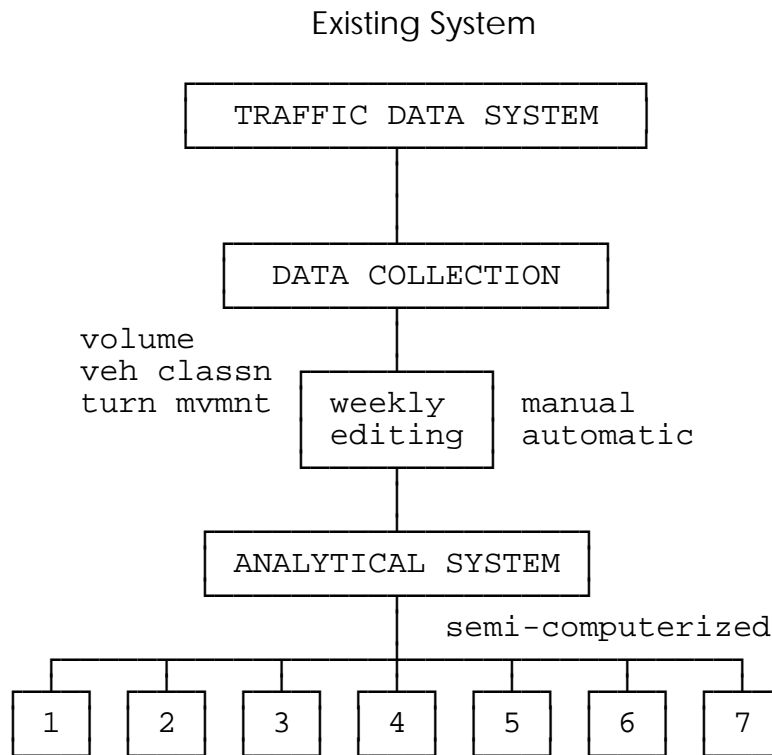 Existing System
TRAFFIC DATA SYSTEM
DATA COLLECTION
volume
veh classn
turn mvmnt
weekly
editing
manual
automatic
ANALYTICAL SYSTEM
semi-computerized
1 2 3 4 5 6 7